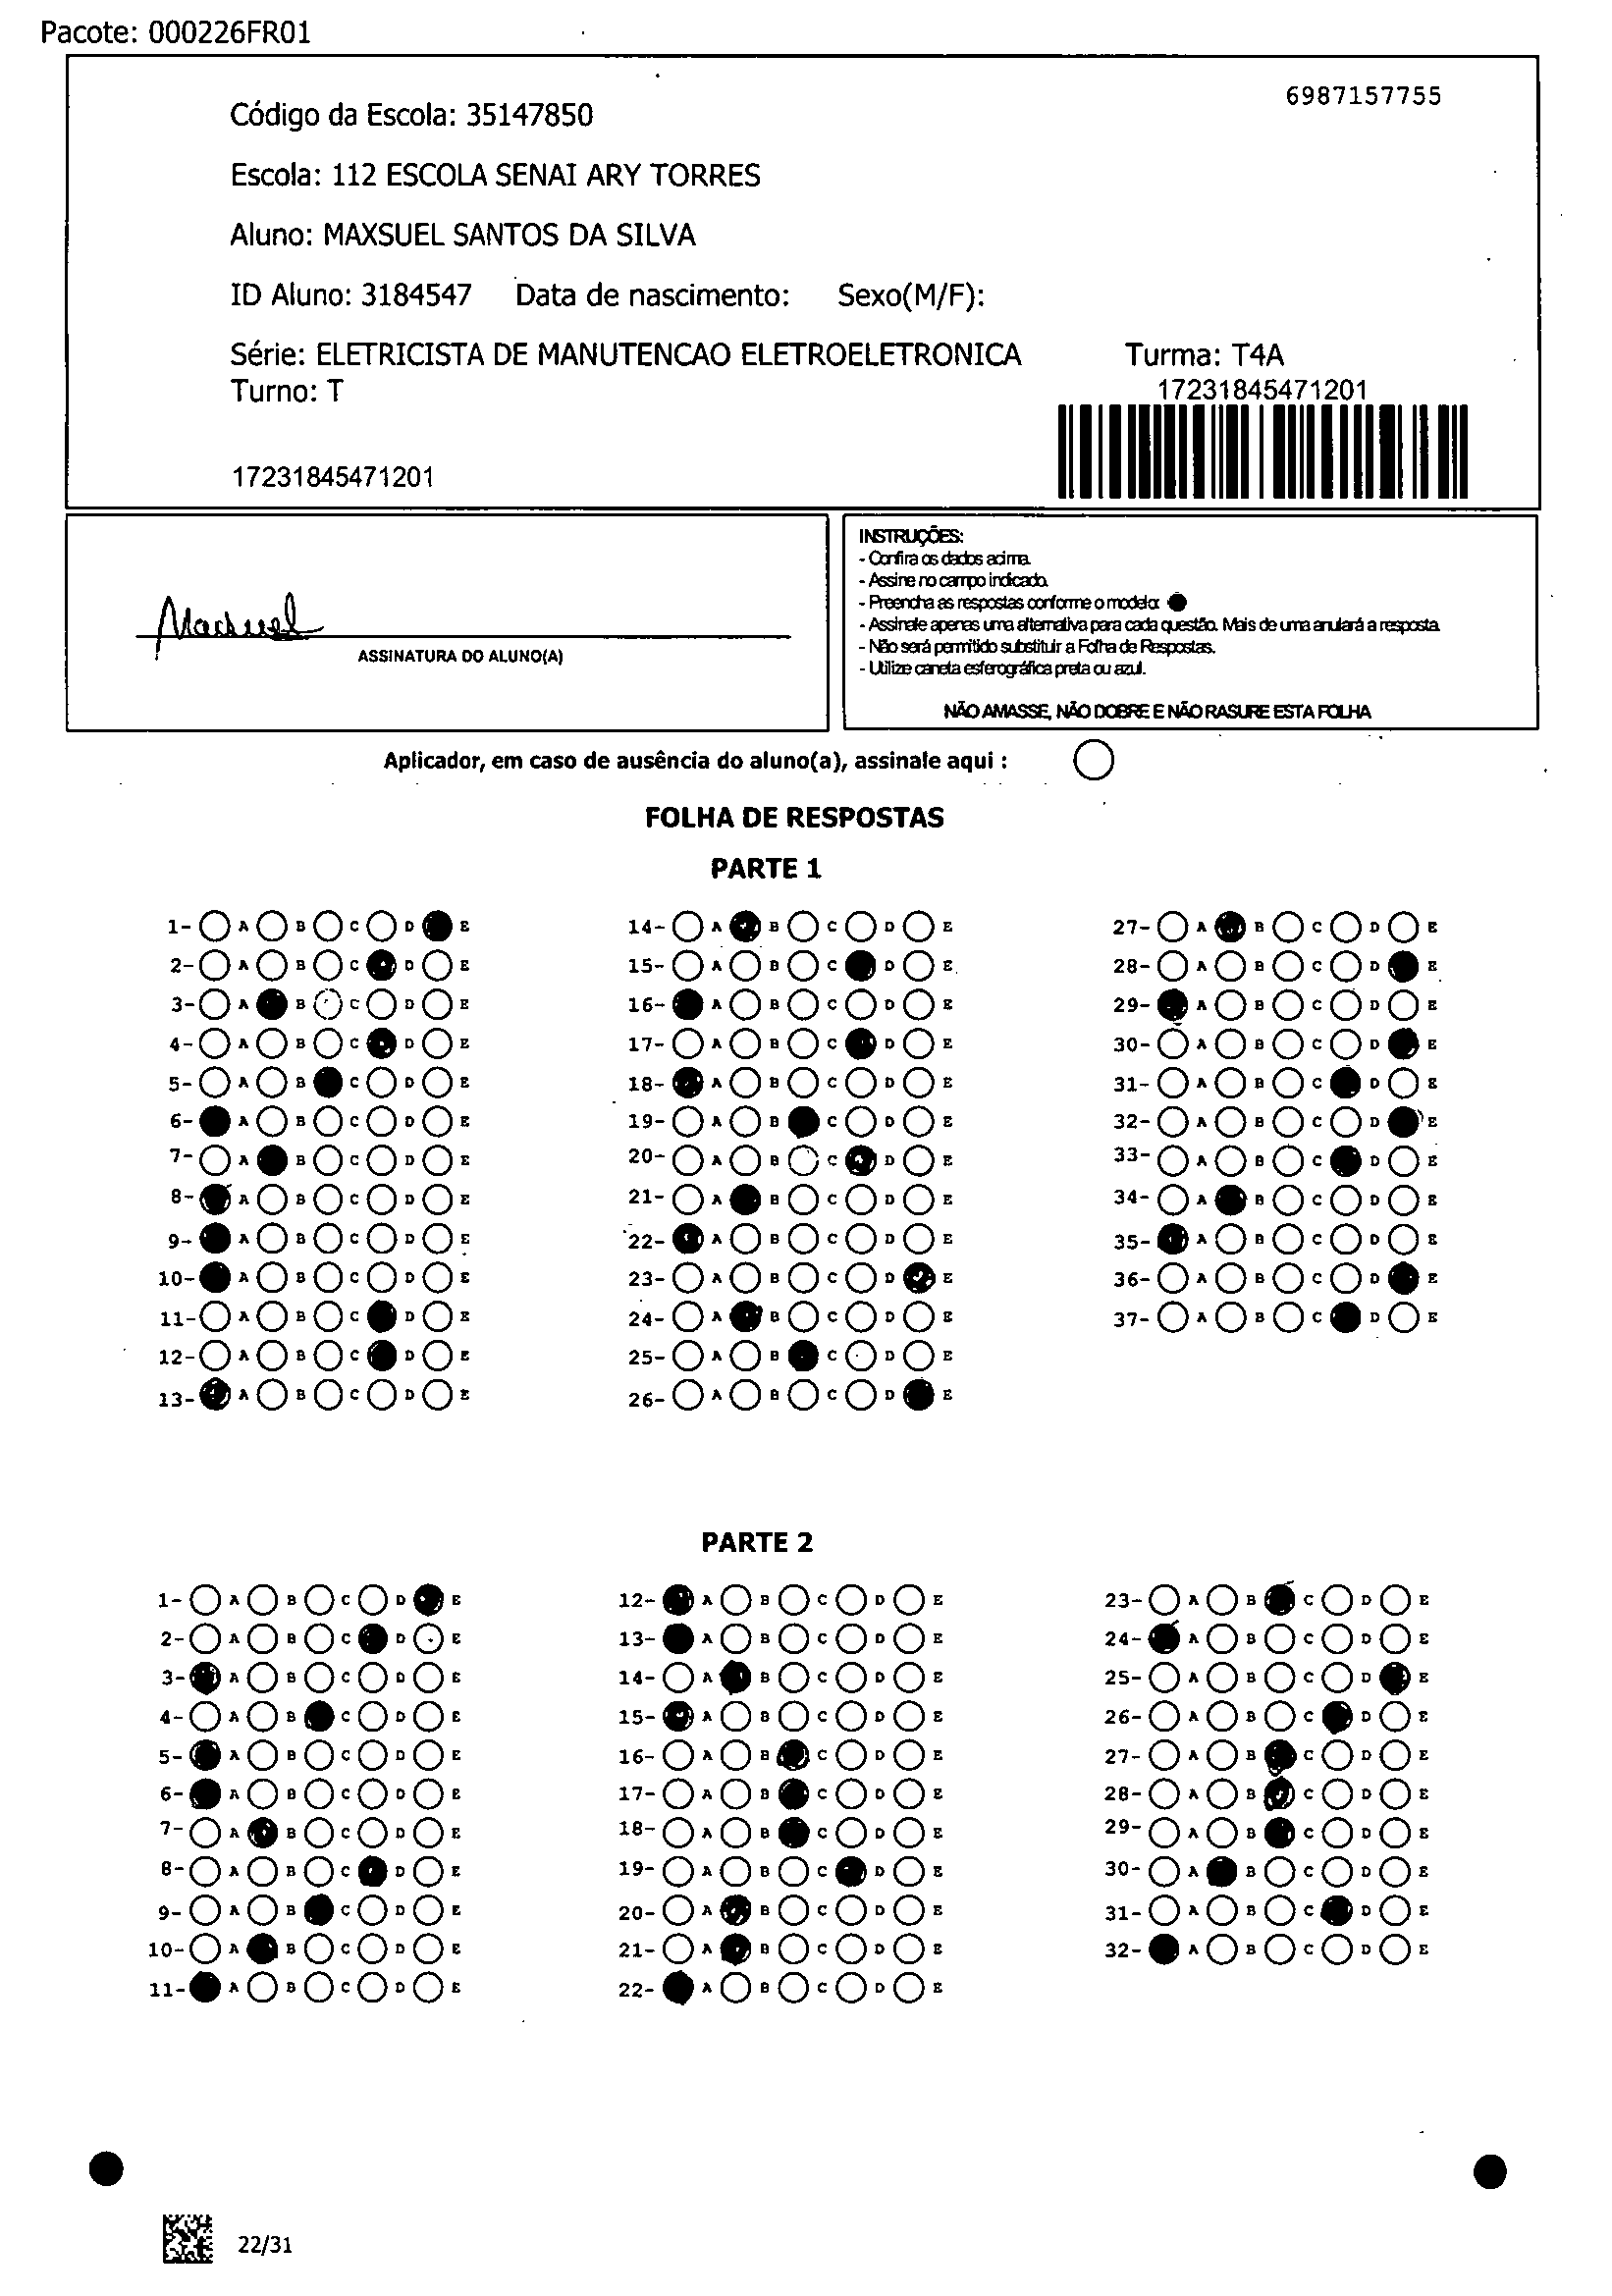 Pacote: 000226FR01
6987157755
Código da Escola: 35147850
Escola: 112 ESCOLA SENAI ARY TORRES
Aluno: MAXSUEL SANTOS DA SILVA
ID Aluno: 3184547 Data de nascimento: Sexo(M/F):
Série: ELETRICISTA DE MANUTENCAO ELETROELETRONICA Turma: T4A
Turno: T 17231845471201
17231845471201
Maxsuel
ASSINATURA DO ALUNO(A)
INSTRUÇÕES:
- Confira os dados acima.
- Assine no campo indicado.
- Preencha as respostas conforme o modelo:
- Assinale apenas uma alternativa para cada questão. Mais de uma anulará a resposta.
- Não será permitido substituir a Folha de Respostas.
- Utilize caneta esferográfica preta ou azul.
NÃO AMASSE, NÃO DOBRE E NÃO RASURE ESTA FOLHA
Aplicador, em caso de ausência do aluno(a), assinale aqui :
FOLHA DE RESPOSTAS
PARTE 1
1- A B C D E 14- A B C D E 27- A B C D E
2- A B C D E 15- A B C D E 28- A B C D E
3- A B C D E 16- A B C D E 29- A B C D E
4- A B C D E 17- A B C D E 30- A B C D E
5- A B C D E 18- A B C D E 31- A B C D E
6- A B C D E 19- A B C D E 32- A B C D E
7- A B C D E 20- A B C D E 33- A B C D E
8- A B C D E 21- A B C D E 34- A B C D E
9- A B C D E 22- A B C D E 35- A B C D E
10- A B C D E 23- A B C D E 36- A B C D E
11- A B C D E 24- A B C D E 37- A B C D E
12- A B C D E 25- A B C D E
13- A B C D E 26- A B C D E
PARTE 2
1- A B C D E 12- A B C D E 23- A B C D E
2- A B C D E 13- A B C D E 24- A B C D E
3- A B C D E 14- A B C D E 25- A B C D E
4- A B C D E 15- A B C D E 26- A B C D E
5- A B C D E 16- A B C D E 27- A B C D E
6- A B C D E 17- A B C D E 28- A B C D E
7- A B C D E 18- A B C D E 29- A B C D E
8- A B C D E 19- A B C D E 30- A B C D E
9- A B C D E 20- A B C D E 31- A B C D E
10- A B C D E 21- A B C D E 32- A B C D E
11- A B C D E 22- A B C D E
22/31